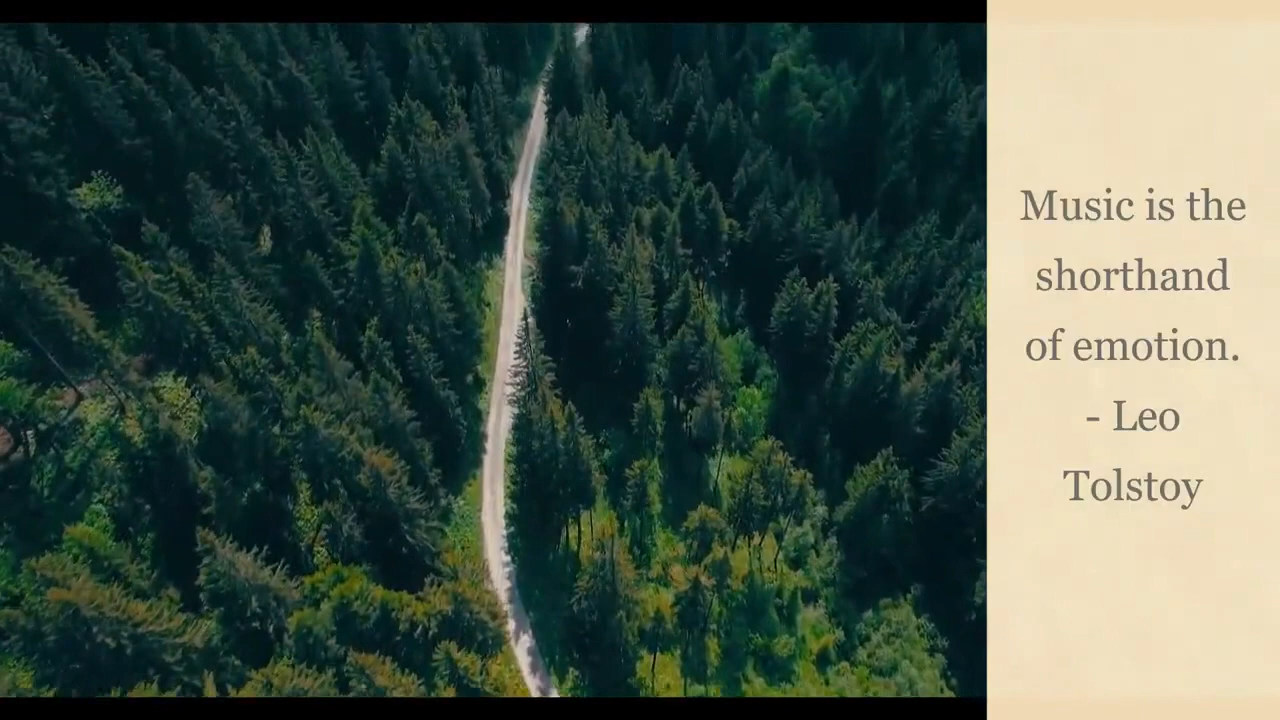 Music is the
shorthand
of emotion.
- Leo
Tolstoy